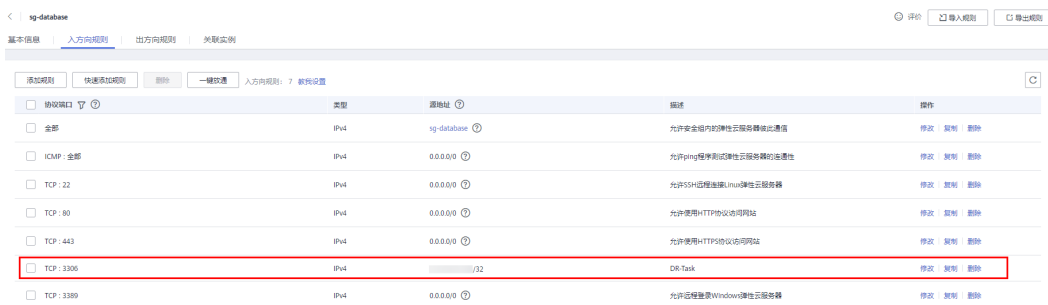 sg-database 评价 导入规则 导出规则
基本信息 入方向规则 出方向规则 关联实例
添加规则 快速添加规则 删除 一键放通 入方向规则： 7 教我设置
协议端口 类型 源地址 描述 操作
全部 IPv4 sg-database 允许安全组内的弹性云服务器彼此通信 修改 复制 删除
ICMP : 全部 IPv4 0.0.0.0/0 允许ping程序测试弹性云服务器的连通性 修改 复制 删除
TCP : 22 IPv4 0.0.0.0/0 允许SSH远程连接Linux弹性云服务器 修改 复制 删除
TCP : 80 IPv4 0.0.0.0/0 允许使用HTTP协议访问网站 修改 复制 删除
TCP : 443 IPv4 0.0.0.0/0 允许使用HTTPS协议访问网站 修改 复制 删除
TCP : 3306 IPv4 /32 DR-Task 修改 复制 删除
TCP : 3389 IPv4 0.0.0.0/0 允许远程登录Windows弹性云服务器 修改 复制 删除